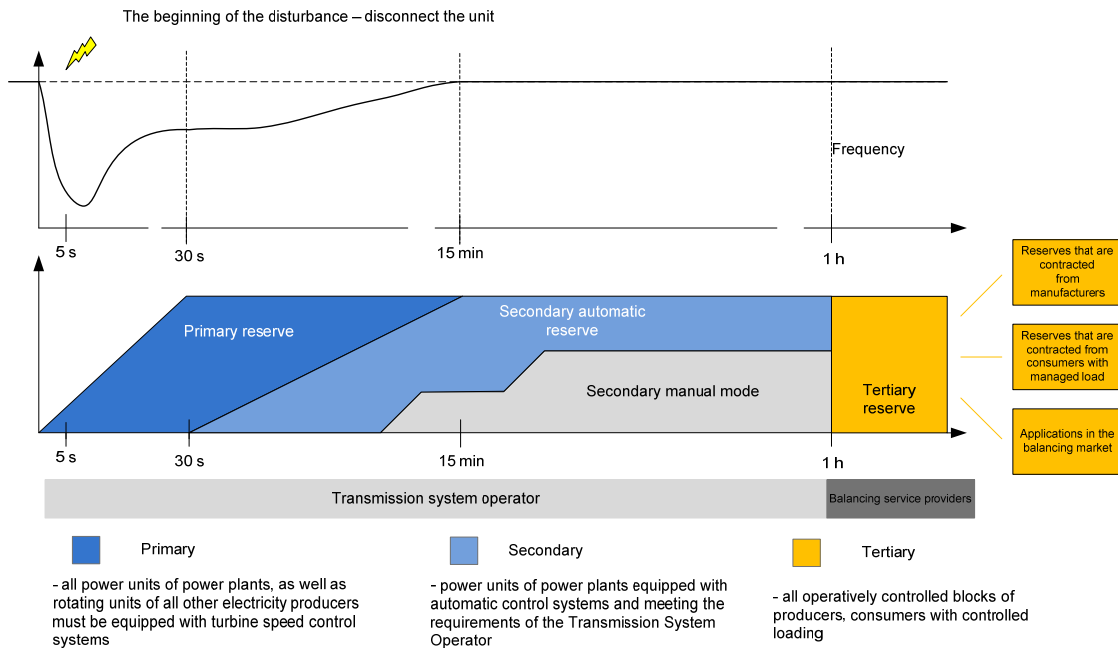 The beginning of the disturbance – disconnect the unit
Frequency
5 s
30 s
15 min
1 h
Reserves that are
contracted
from
manufacturers
Primary reserve
Secondary automatic
reserve
Reserves that are
contracted from
consumers with
managed load
Secondary manual mode
Tertiary
reserve
Applications in the
balancing market
5 s
30 s
15 min
1 h
Transmission system operator
Balancing service providers
Primary
- all power units of power plants, as well as
rotating units of all other electricity producers
must be equipped with turbine speed control
systems
Secondary
- power units of power plants equipped with
automatic control systems and meeting the
requirements of the Transmission System
Operator
Tertiary
- all operatively controlled blocks of
producers, consumers with controlled
loading